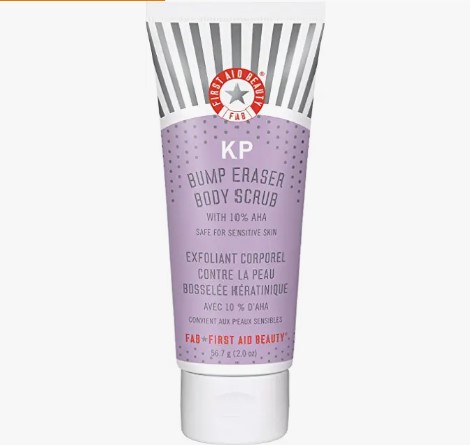 FIRST AID BEAUTY®
FAB
KP
BUMP ERASER
BODY SCRUB
WITH 10% AHA
SAFE FOR SENSITIVE SKIN
EXFOLIANT CORPOREL
CONTRE LA PEAU
BOSSELÉE KÉRATINIQUE
AVEC 10 % D'AHA
CONVIENT AUX PEAUX SENSIBLES
FAB★FIRST AID BEAUTY®
56.7 g (2.0 oz)